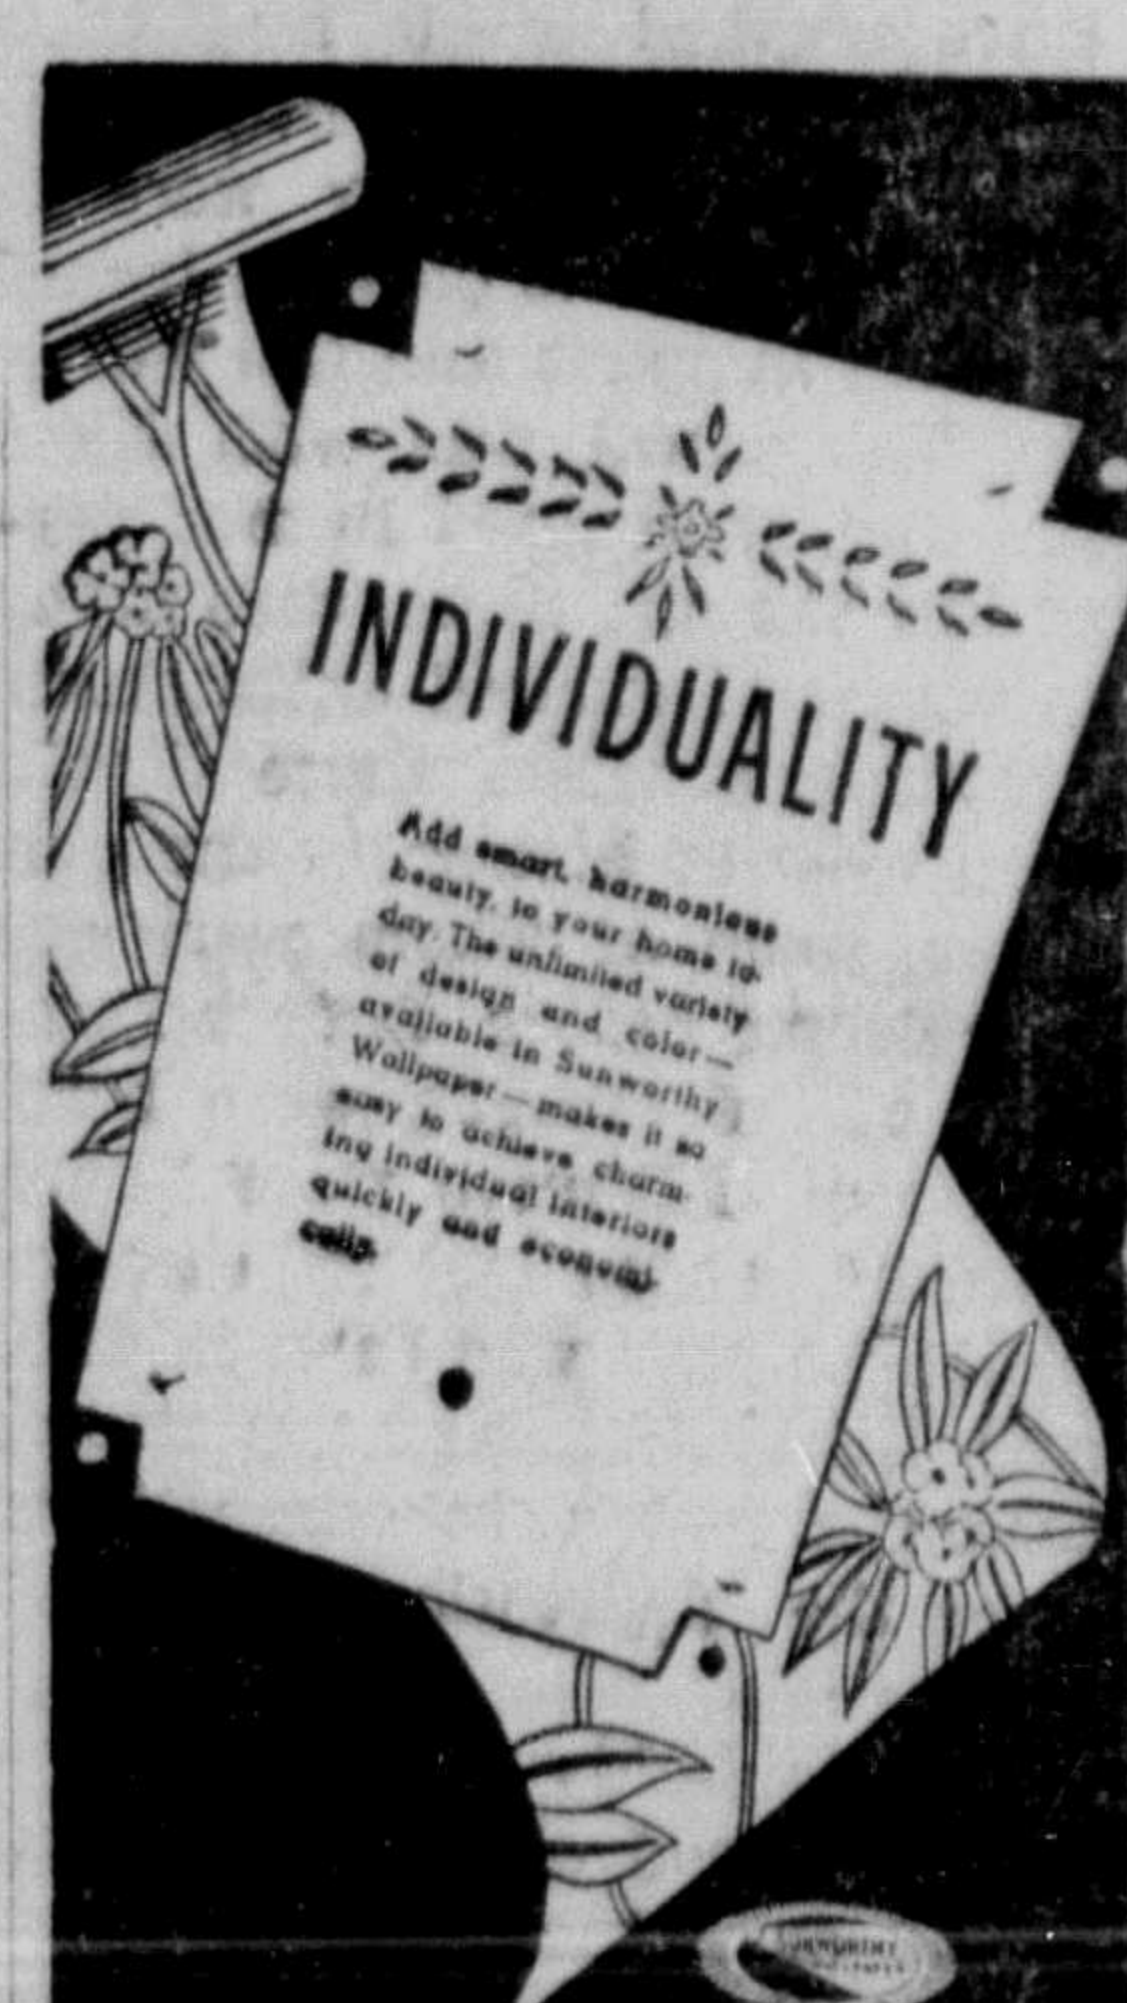 INDIVIDUALITY
Add smart, harmonious
beauty, to your home to-
day. The unlimited variety
of design and color—
available in Sunworthy
Wallpaper—makes it so
easy to achieve charm-
ing individual interiors
quickly and economi-
cally.
SUNWORTHY